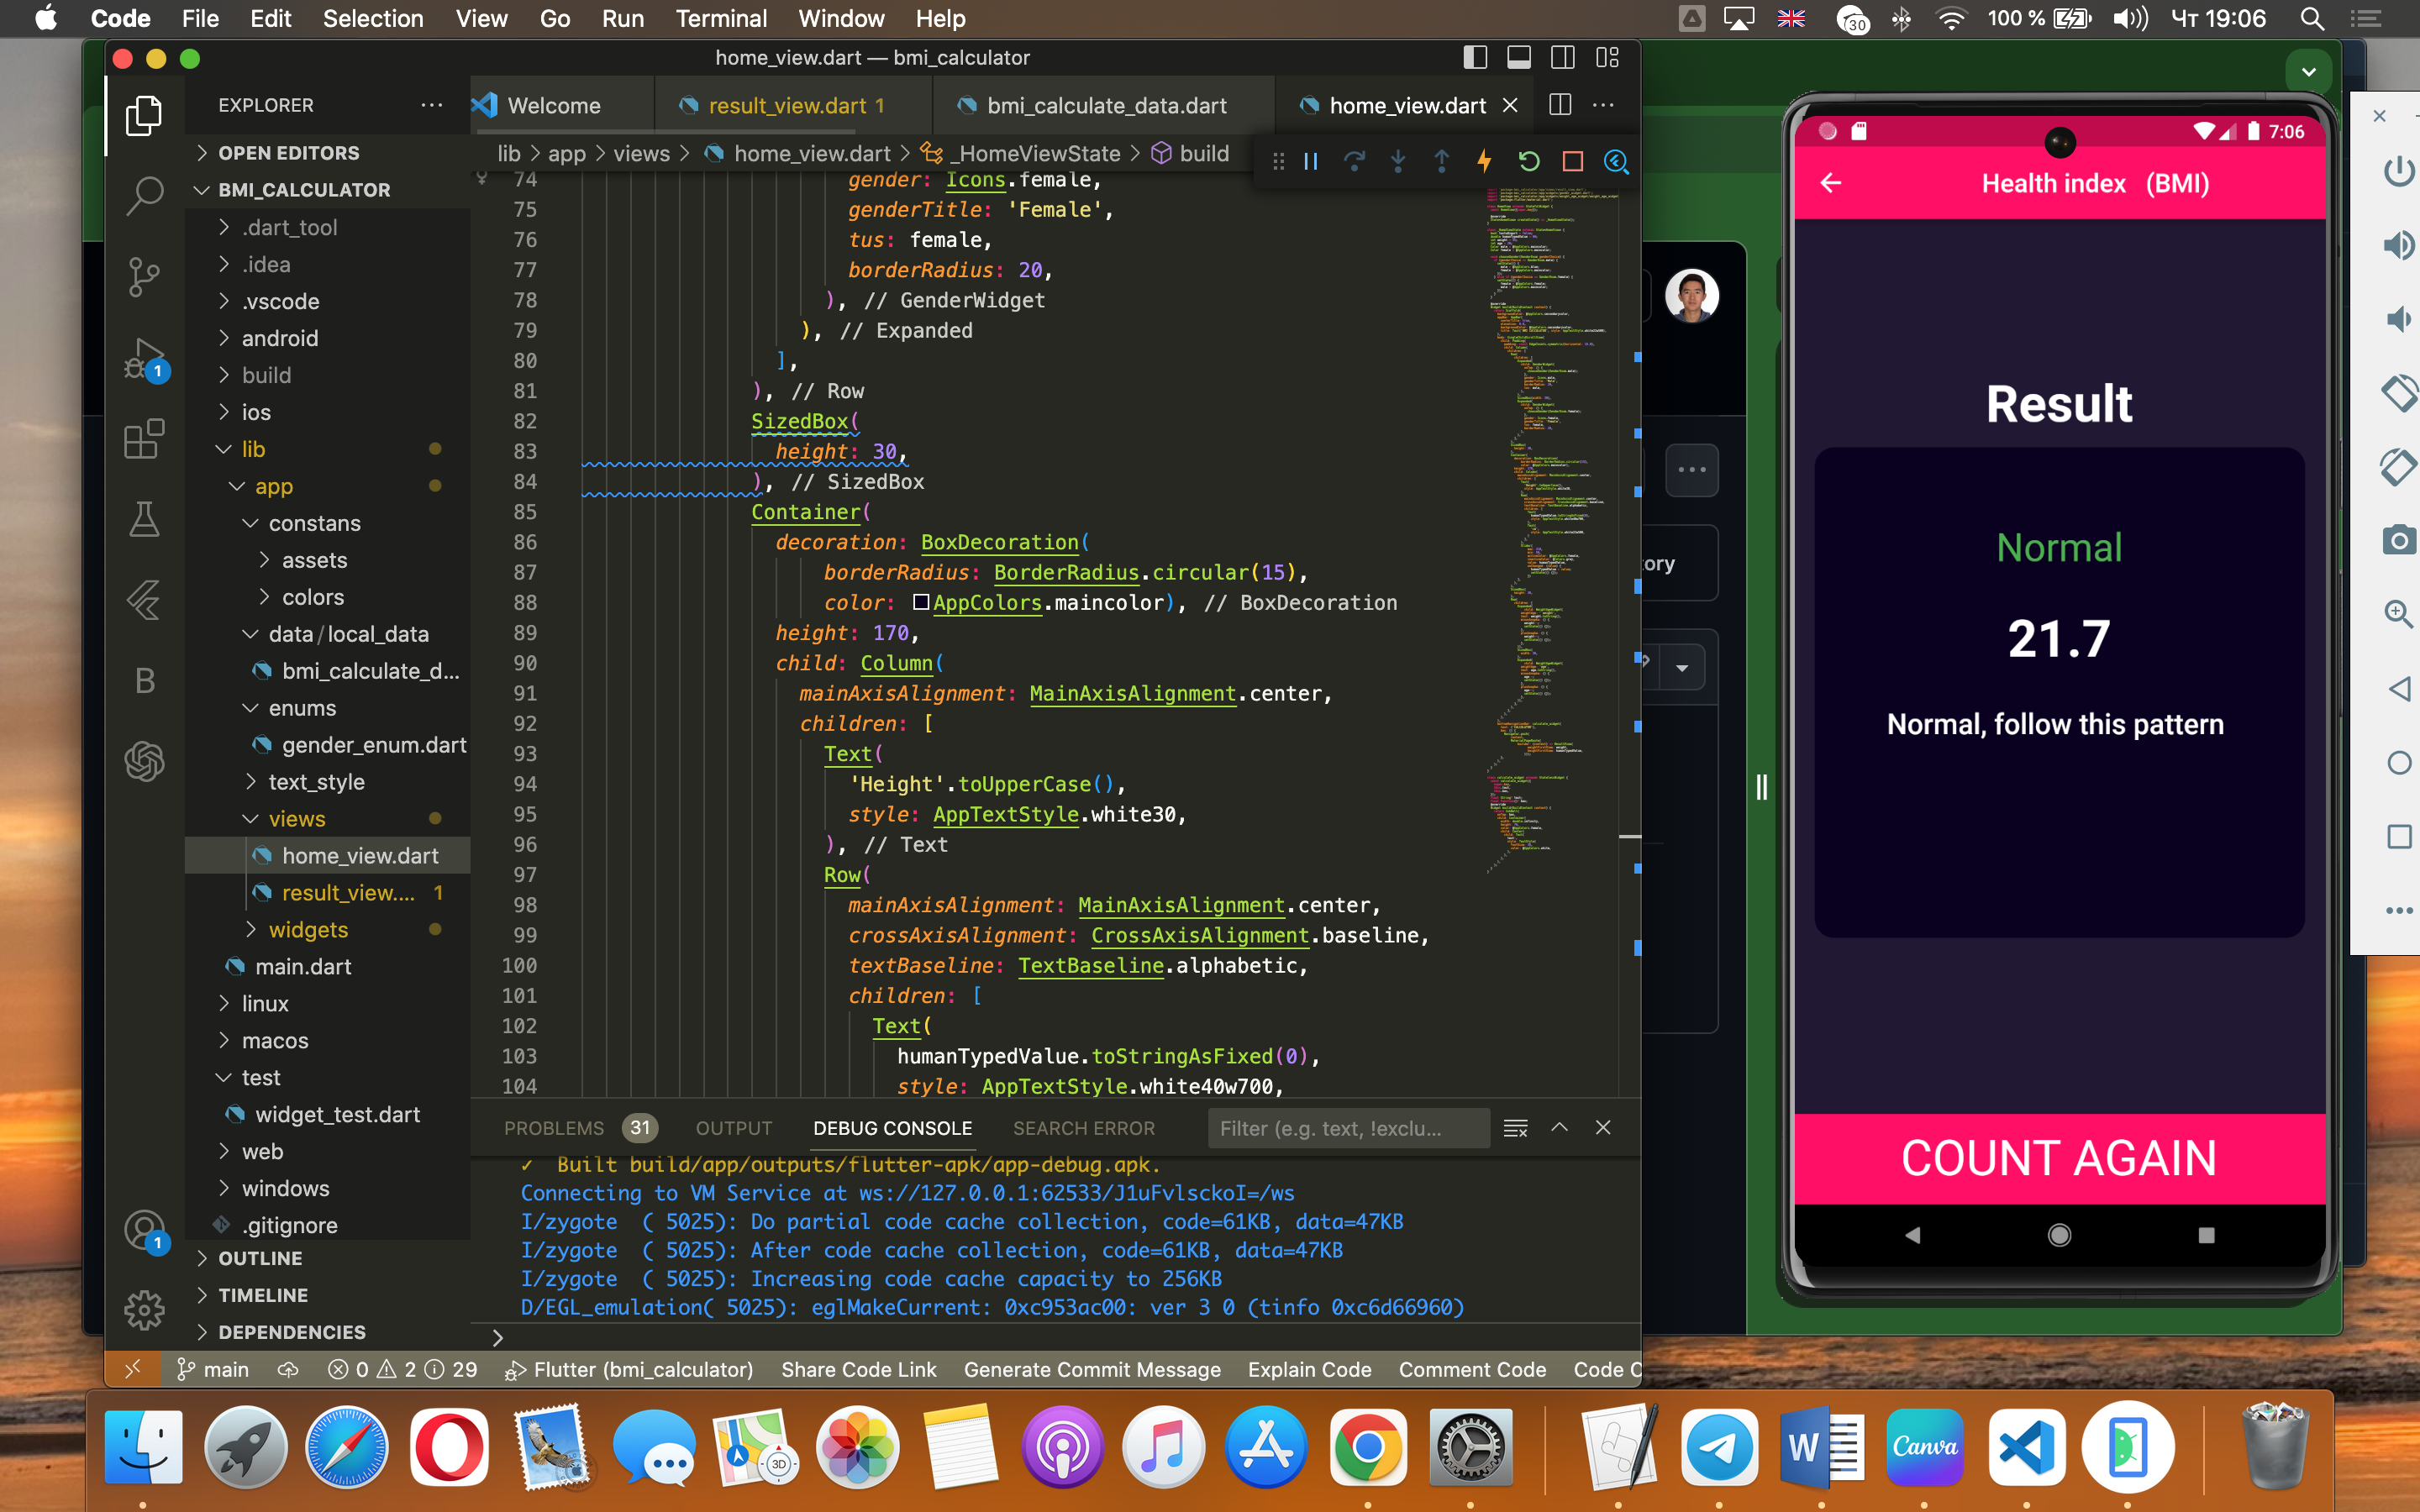 Code File Edit Selection View Go Run Terminal Window Help 30 100 % Чт 19:06
home_view.dart — bmi_calculator
EXPLORER
Welcome result_view.dart 1 bmi_calculate_data.dart home_view.dart
lib > app > views > home_view.dart > _HomeViewState > build
OPEN EDITORS
BMI_CALCULATOR
.dart_tool
.idea
.vscode
android
build
ios
lib
app
constans
assets
colors
data/local_data
bmi_calculate_d...
enums
gender_enum.dart
text_style
views
home_view.dart
result_view.... 1
widgets
main.dart
linux
macos
test
widget_test.dart
web
windows
.gitignore
OUTLINE
TIMELINE
DEPENDENCIES
1
B
1
74 gender: Icons.female,
75 genderTitle: 'Female',
76 tus: female,
77 borderRadius: 20,
78 ), // GenderWidget
79 ), // Expanded
80 ],
81 ), // Row
82 SizedBox(
83 height: 30,
84 ), // SizedBox
85 Container(
86 decoration: BoxDecoration(
87 borderRadius: BorderRadius.circular(15),
88 color: AppColors.maincolor), // BoxDecoration
89 height: 170,
90 child: Column(
91 mainAxisAlignment: MainAxisAlignment.center,
92 children: [
93 Text(
94 'Height'.toUpperCase(),
95 style: AppTextStyle.white30,
96 ), // Text
97 Row(
98 mainAxisAlignment: MainAxisAlignment.center,
99 crossAxisAlignment: CrossAxisAlignment.baseline,
100 textBaseline: TextBaseline.alphabetic,
101 children: [
102 Text(
103 humanTypedValue.toStringAsFixed(0),
104 style: AppTextStyle.white40w700,
PROBLEMS 31 OUTPUT DEBUG CONSOLE SEARCH ERROR Filter (e.g. text, !exclu...
✓ Built build/app/outputs/flutter-apk/app-debug.apk.
Connecting to VM Service at ws://127.0.0.1:62533/J1uFvlsckoI=/ws
I/zygote ( 5025): Do partial code cache collection, code=61KB, data=47KB
I/zygote ( 5025): After code cache collection, code=61KB, data=47KB
I/zygote ( 5025): Increasing code cache capacity to 256KB
D/EGL_emulation( 5025): eglMakeCurrent: 0xc953ac00: ver 3 0 (tinfo 0xc6d66960)
main 0 2 29 Flutter (bmi_calculator) Share Code Link Generate Commit Message Explain Code Comment Code Code C
ory
7:06
Health index (BMI)
Result
Normal
21.7
Normal, follow this pattern
COUNT AGAIN
3D
W
Canva